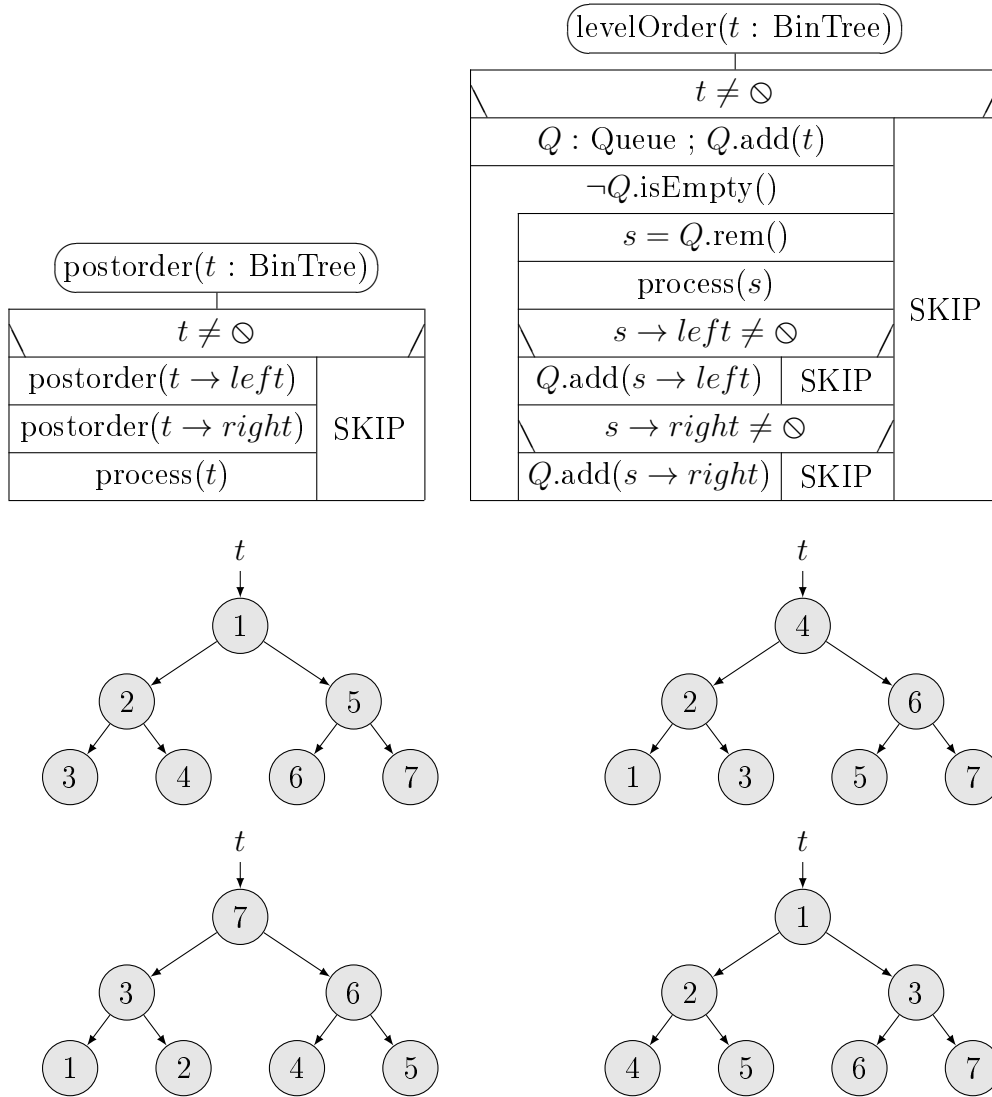 levelOrder(t : BinTree)
t ≠ ⦸
Q : Queue ; Q.add(t)
¬Q.isEmpty()
s = Q.rem()
process(s)
s → left ≠ ⦸
Q.add(s → left) SKIP
s → right ≠ ⦸
Q.add(s → right) SKIP
SKIP
postorder(t : BinTree)
t ≠ ⦸
postorder(t → left)
postorder(t → right)
process(t)
SKIP
t
1
2 5
3 4 6 7
t
4
2 6
1 3 5 7
t
7
3 6
1 2 4 5
t
1
2 3
4 5 6 7